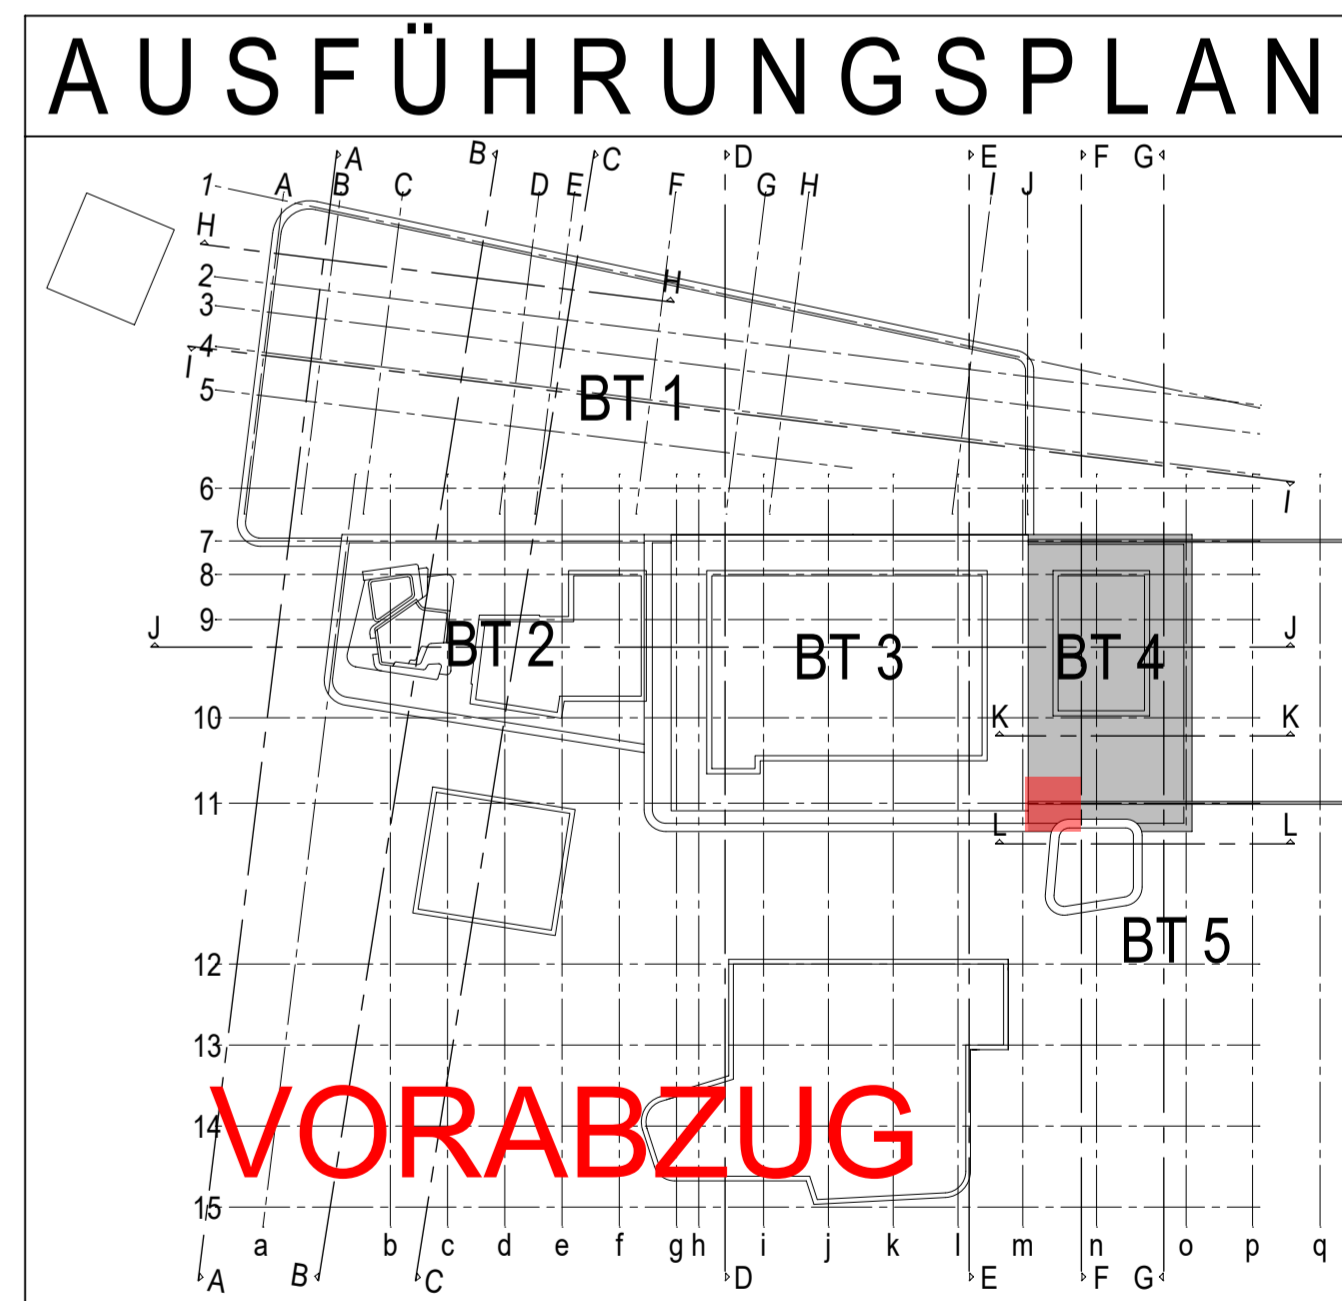 AUSFÜHRUNGSPLAN
A B C D E F G
1 A B C D E F G H I J
H H
2
3
4
I
5
BT 1
6
I
7
8
9
J BT 2 BT 3 BT 4 J
10 K K
11
L L
BT 5
12
13
VORABZUG
14
15
a b c d e f g h i j k l m n o p q
A B C D E F G